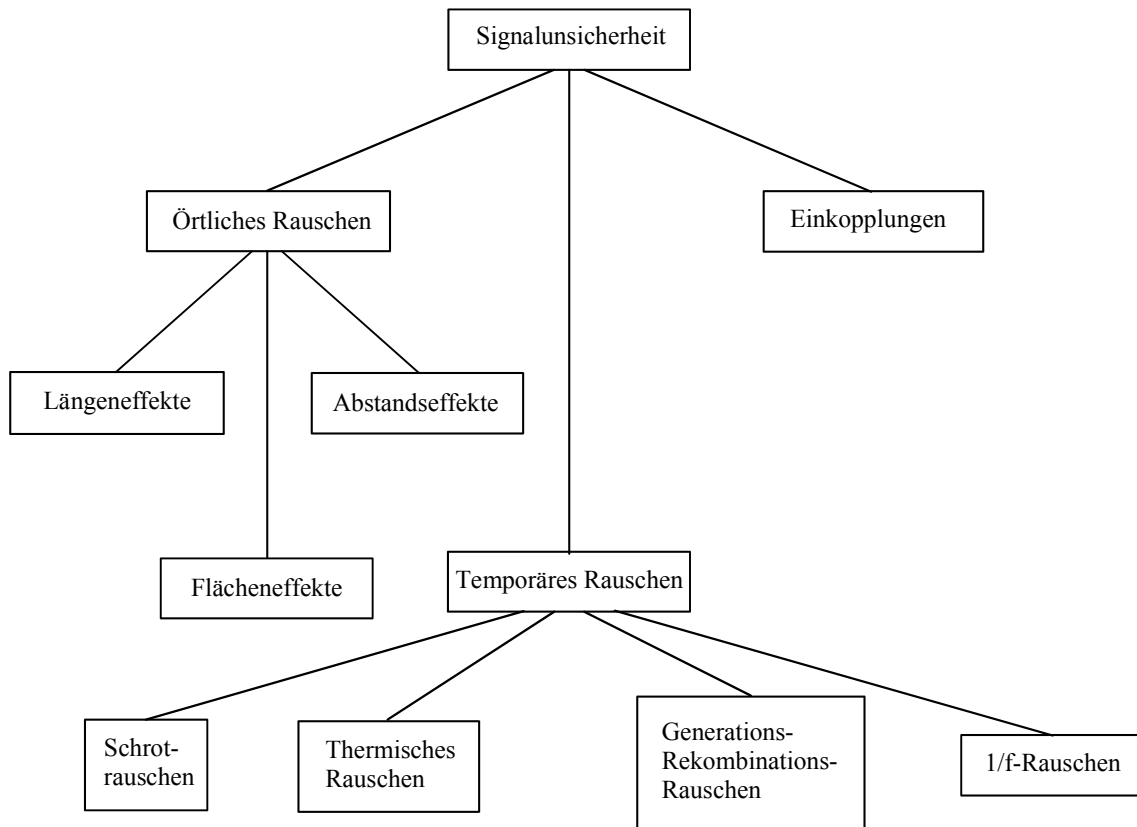 Signalunsicherheit
Örtliches Rauschen
Einkopplungen
Längeneffekte
Abstandseffekte
Flächeneffekte
Temporäres Rauschen
Schrot-
rauschen
Thermisches
Rauschen
Generations-
Rekombinations-
Rauschen
1/f-Rauschen